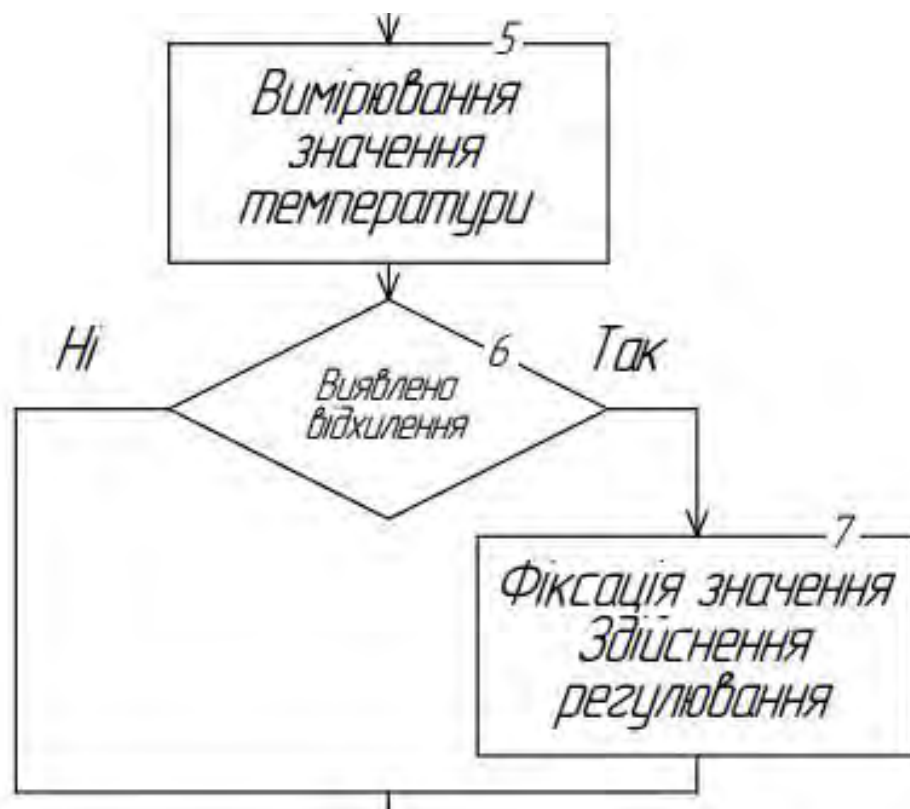 5
Вимірювання
значення
температури
Ні
6
Так
Виявлено
відхилення
7
Фіксація значення
Здійснення
регулювання